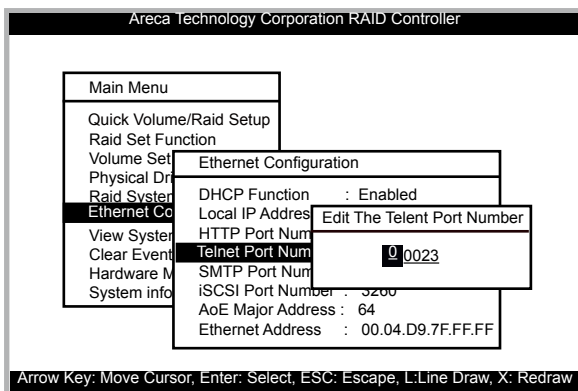 Areca Technology Corporation RAID Controller
Main Menu
Quick Volume/Raid Setup
Raid Set Function
Volume Set
Physical Dri
Raid System
Ethernet Co
View System
Clear Event
Hardware M
System info
Ethernet Configuration
DHCP Function : Enabled
Local IP Addres
HTTP Port Num
Telnet Port Num
SMTP Port Num
iSCSI Port Number : 3260
AoE Major Address : 64
Ethernet Address : 00.04.D9.7F.FF.FF
Edit The Telent Port Number
00023
Arrow Key: Move Cursor, Enter: Select, ESC: Escape, L:Line Draw, X: Redraw